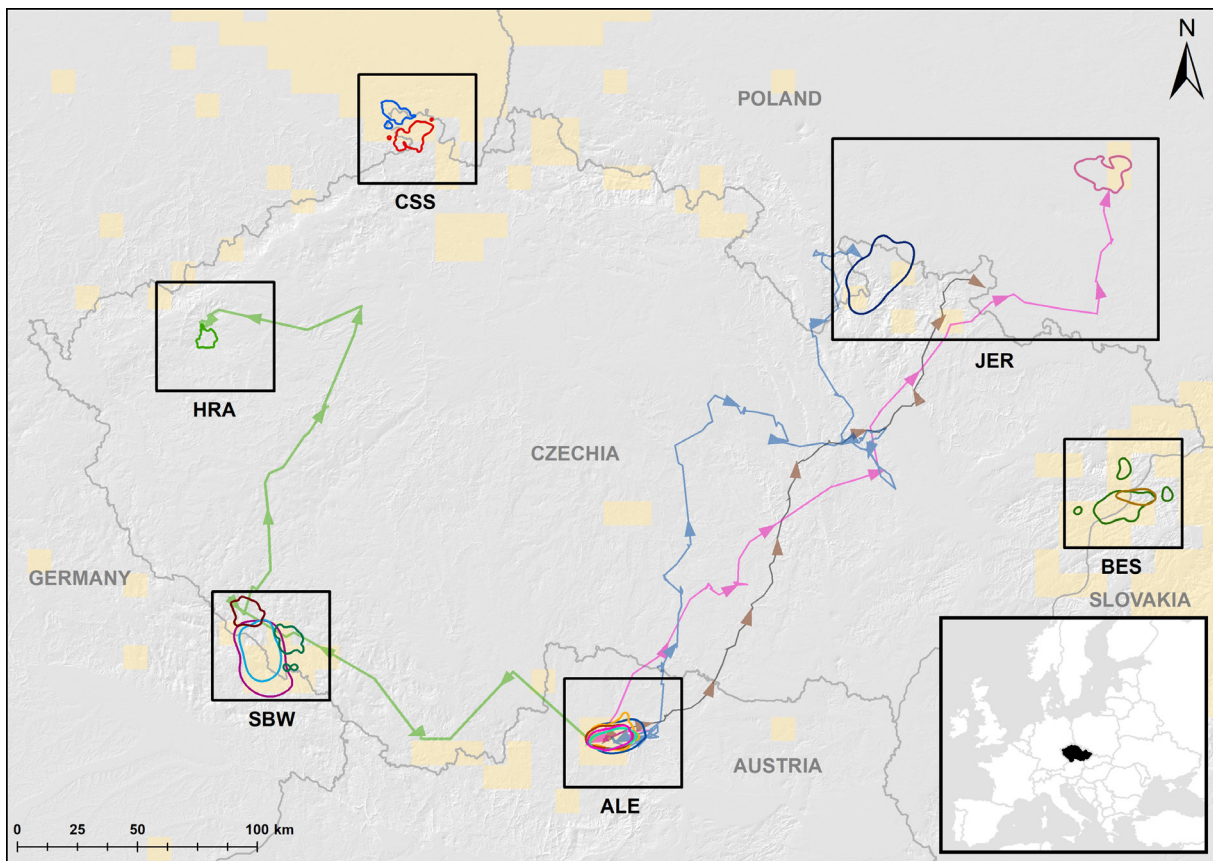 N
POLAND
CSS
JER
HRA
CZECHIA
BES
GERMANY
SLOVAKIA
SBW
AUSTRIA
ALE
0 25 50 100 km